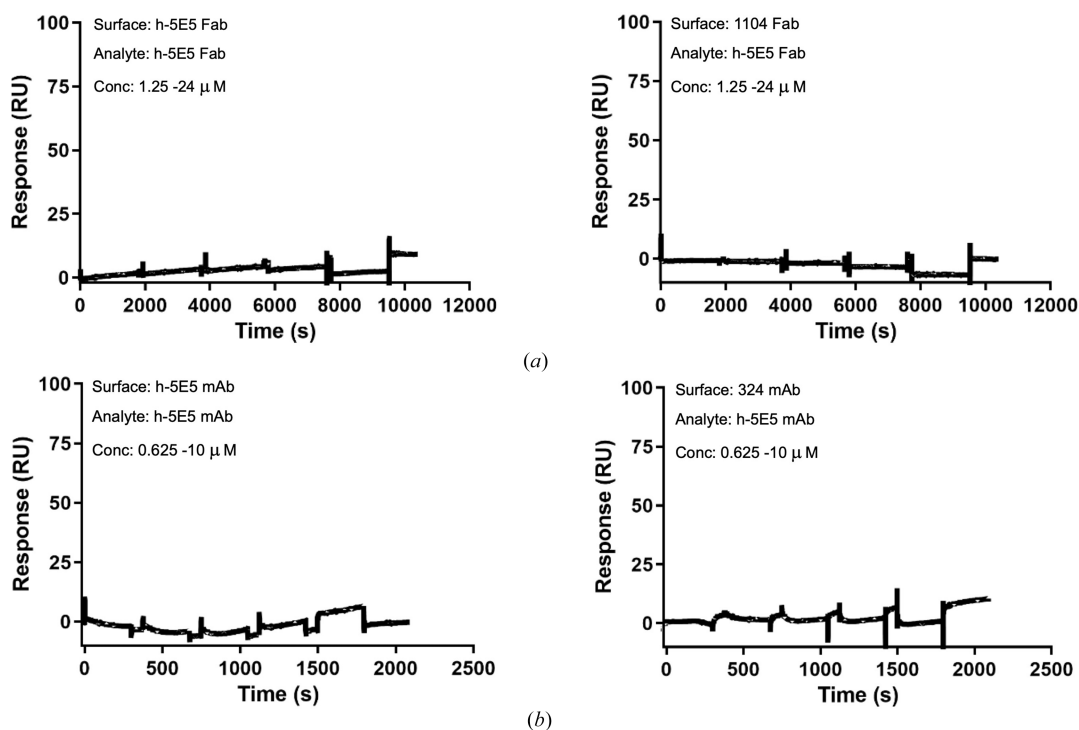 100
75
50
25
0
Response (RU)
Surface: h-5E5 Fab
Analyte: h-5E5 Fab
Conc: 1.25 -24 μ M
0 2000 4000 6000 8000 10000 12000
Time (s)
100
75
50
25
0
Response (RU)
Surface: 1104 Fab
Analyte: h-5E5 Fab
Conc: 1.25 -24 μ M
0 2000 4000 6000 8000 10000 12000
Time (s)
(a)
100
75
50
25
0
Response (RU)
Surface: h-5E5 mAb
Analyte: h-5E5 mAb
Conc: 0.625 -10 μ M
0 500 1000 1500 2000 2500
Time (s)
100
75
50
25
0
Response (RU)
Surface: 324 mAb
Analyte: h-5E5 mAb
Conc: 0.625 -10 μ M
0 500 1000 1500 2000 2500
Time (s)
(b)